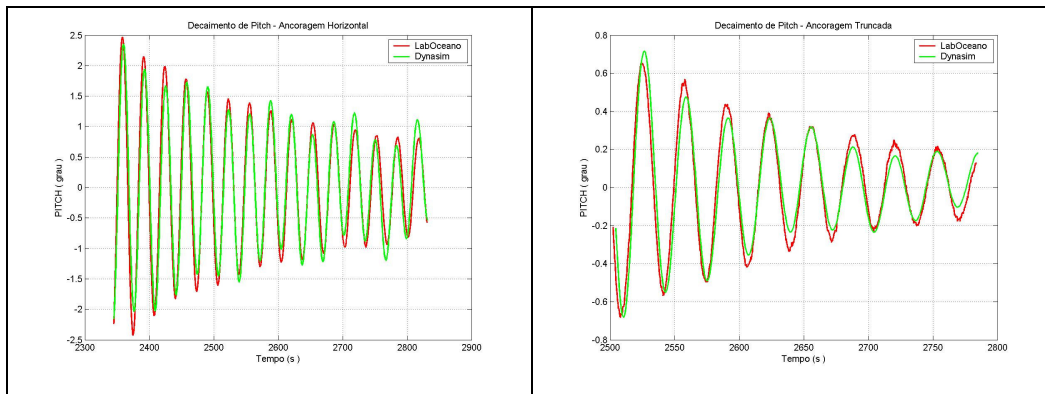 Decaimento de Pitch - Ancoragem Horizontal
LabOceano
Dynasim
PITCH ( grau )
2.5
2
1.5
1
0.5
0
-0.5
-1
-1.5
-2
-2.5
2300 2400 2500 2600 2700 2800 2900
Tempo (s )
Decaimento de Pitch - Ancoragem Truncada
LabOceano
Dynasim
PITCH ( grau )
0.8
0.6
0.4
0.2
0
-0.2
-0.4
-0.6
-0.8
2500 2550 2600 2650 2700 2750 2800
Tempo (s )